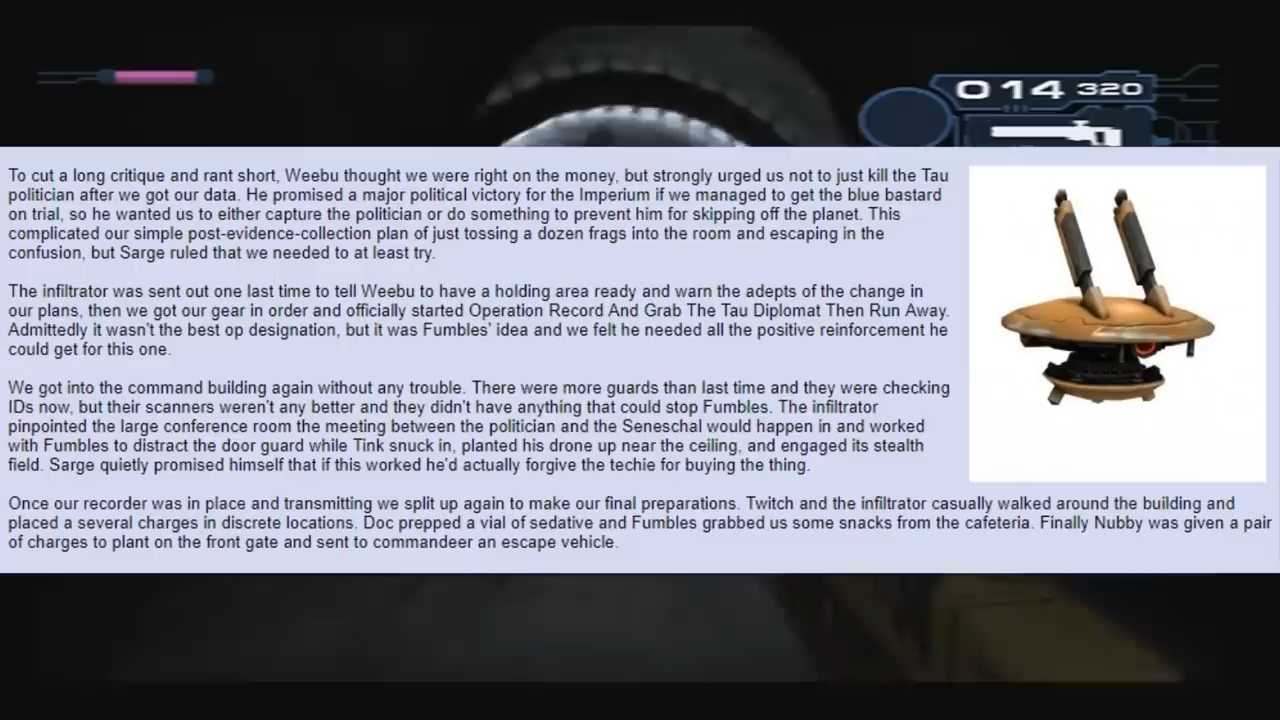 014 320
To cut a long critique and rant short, Weebu thought we were right on the money, but strongly urged us not to just kill the Tau
politician after we got our data. He promised a major political victory for the Imperium if we managed to get the blue bastard
on trial, so he wanted us to either capture the politician or do something to prevent him for skipping off the planet. This
complicated our simple post-evidence-collection plan of just tossing a dozen frags into the room and escaping in the
confusion, but Sarge ruled that we needed to at least try.
The infiltrator was sent out one last time to tell Weebu to have a holding area ready and warn the adepts of the change in
our plans, then we got our gear in order and officially started Operation Record And Grab The Tau Diplomat Then Run Away.
Admittedly it wasn't the best op designation, but it was Fumbles' idea and we felt he needed all the positive reinforcement he
could get for this one.
We got into the command building again without any trouble. There were more guards than last time and they were checking
IDs now, but their scanners weren't any better and they didn't have anything that could stop Fumbles. The infiltrator
pinpointed the large conference room the meeting between the politician and the Seneschal would happen in and worked
with Fumbles to distract the door guard while Tink snuck in, planted his drone up near the ceiling, and engaged its stealth
field. Sarge quietly promised himself that if this worked he'd actually forgive the techie for buying the thing.
Once our recorder was in place and transmitting we split up again to make our final preparations. Twitch and the infiltrator casually walked around the building and
placed a several charges in discrete locations. Doc prepped a vial of sedative and Fumbles grabbed us some snacks from the cafeteria. Finally Nubby was given a pair
of charges to plant on the front gate and sent to commandeer an escape vehicle.